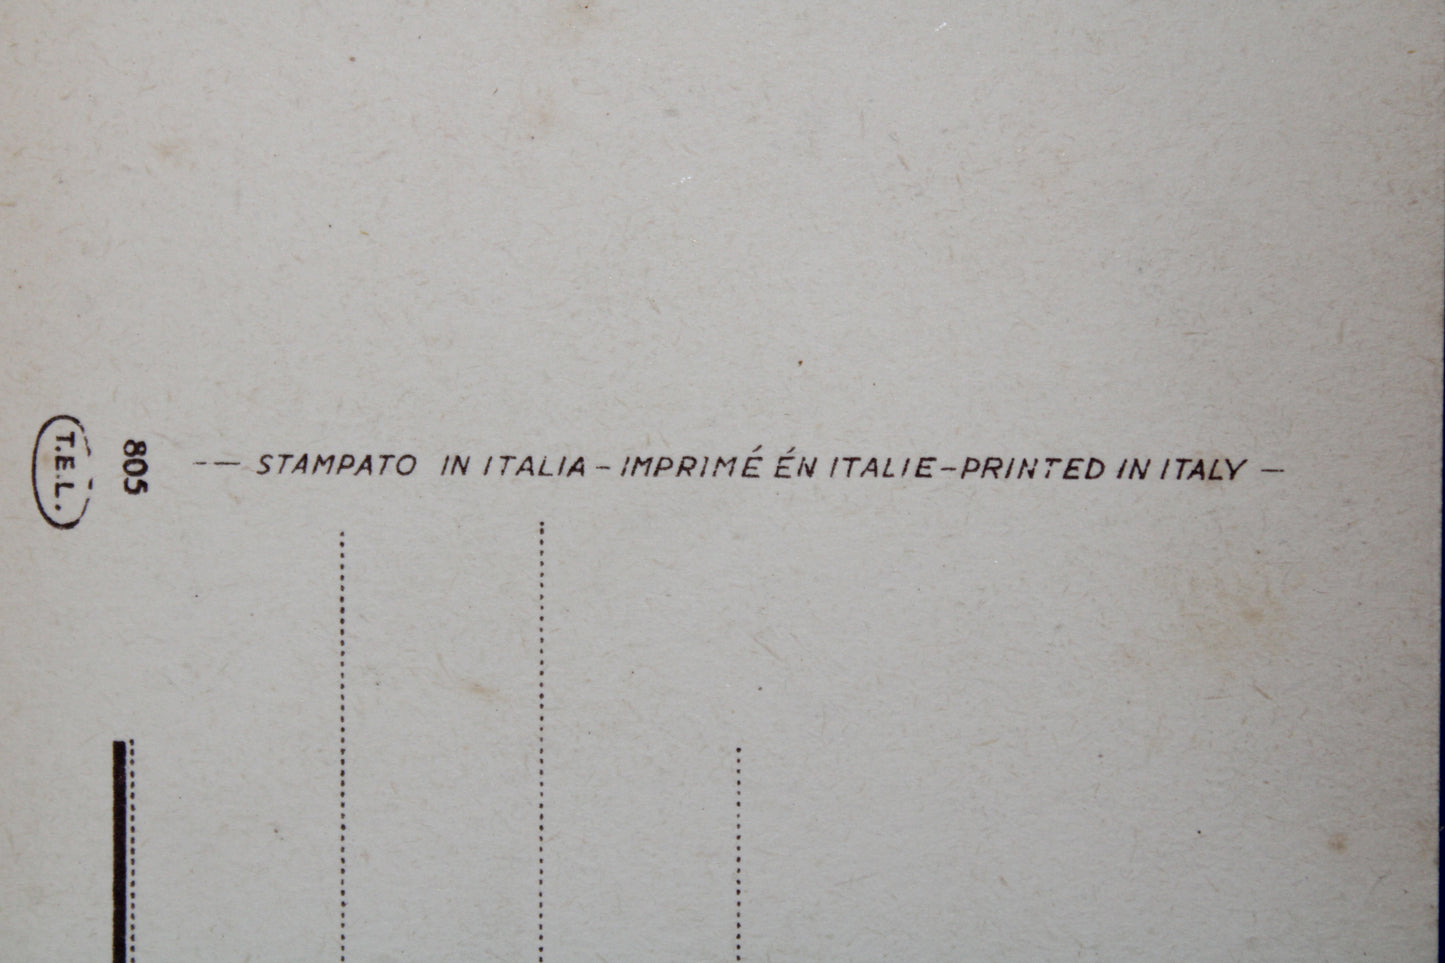 — STAMPATO IN ITALIA – IMPRIMÉ ÉN ITALIE – PRINTED IN ITALY —
805
T.E.L.